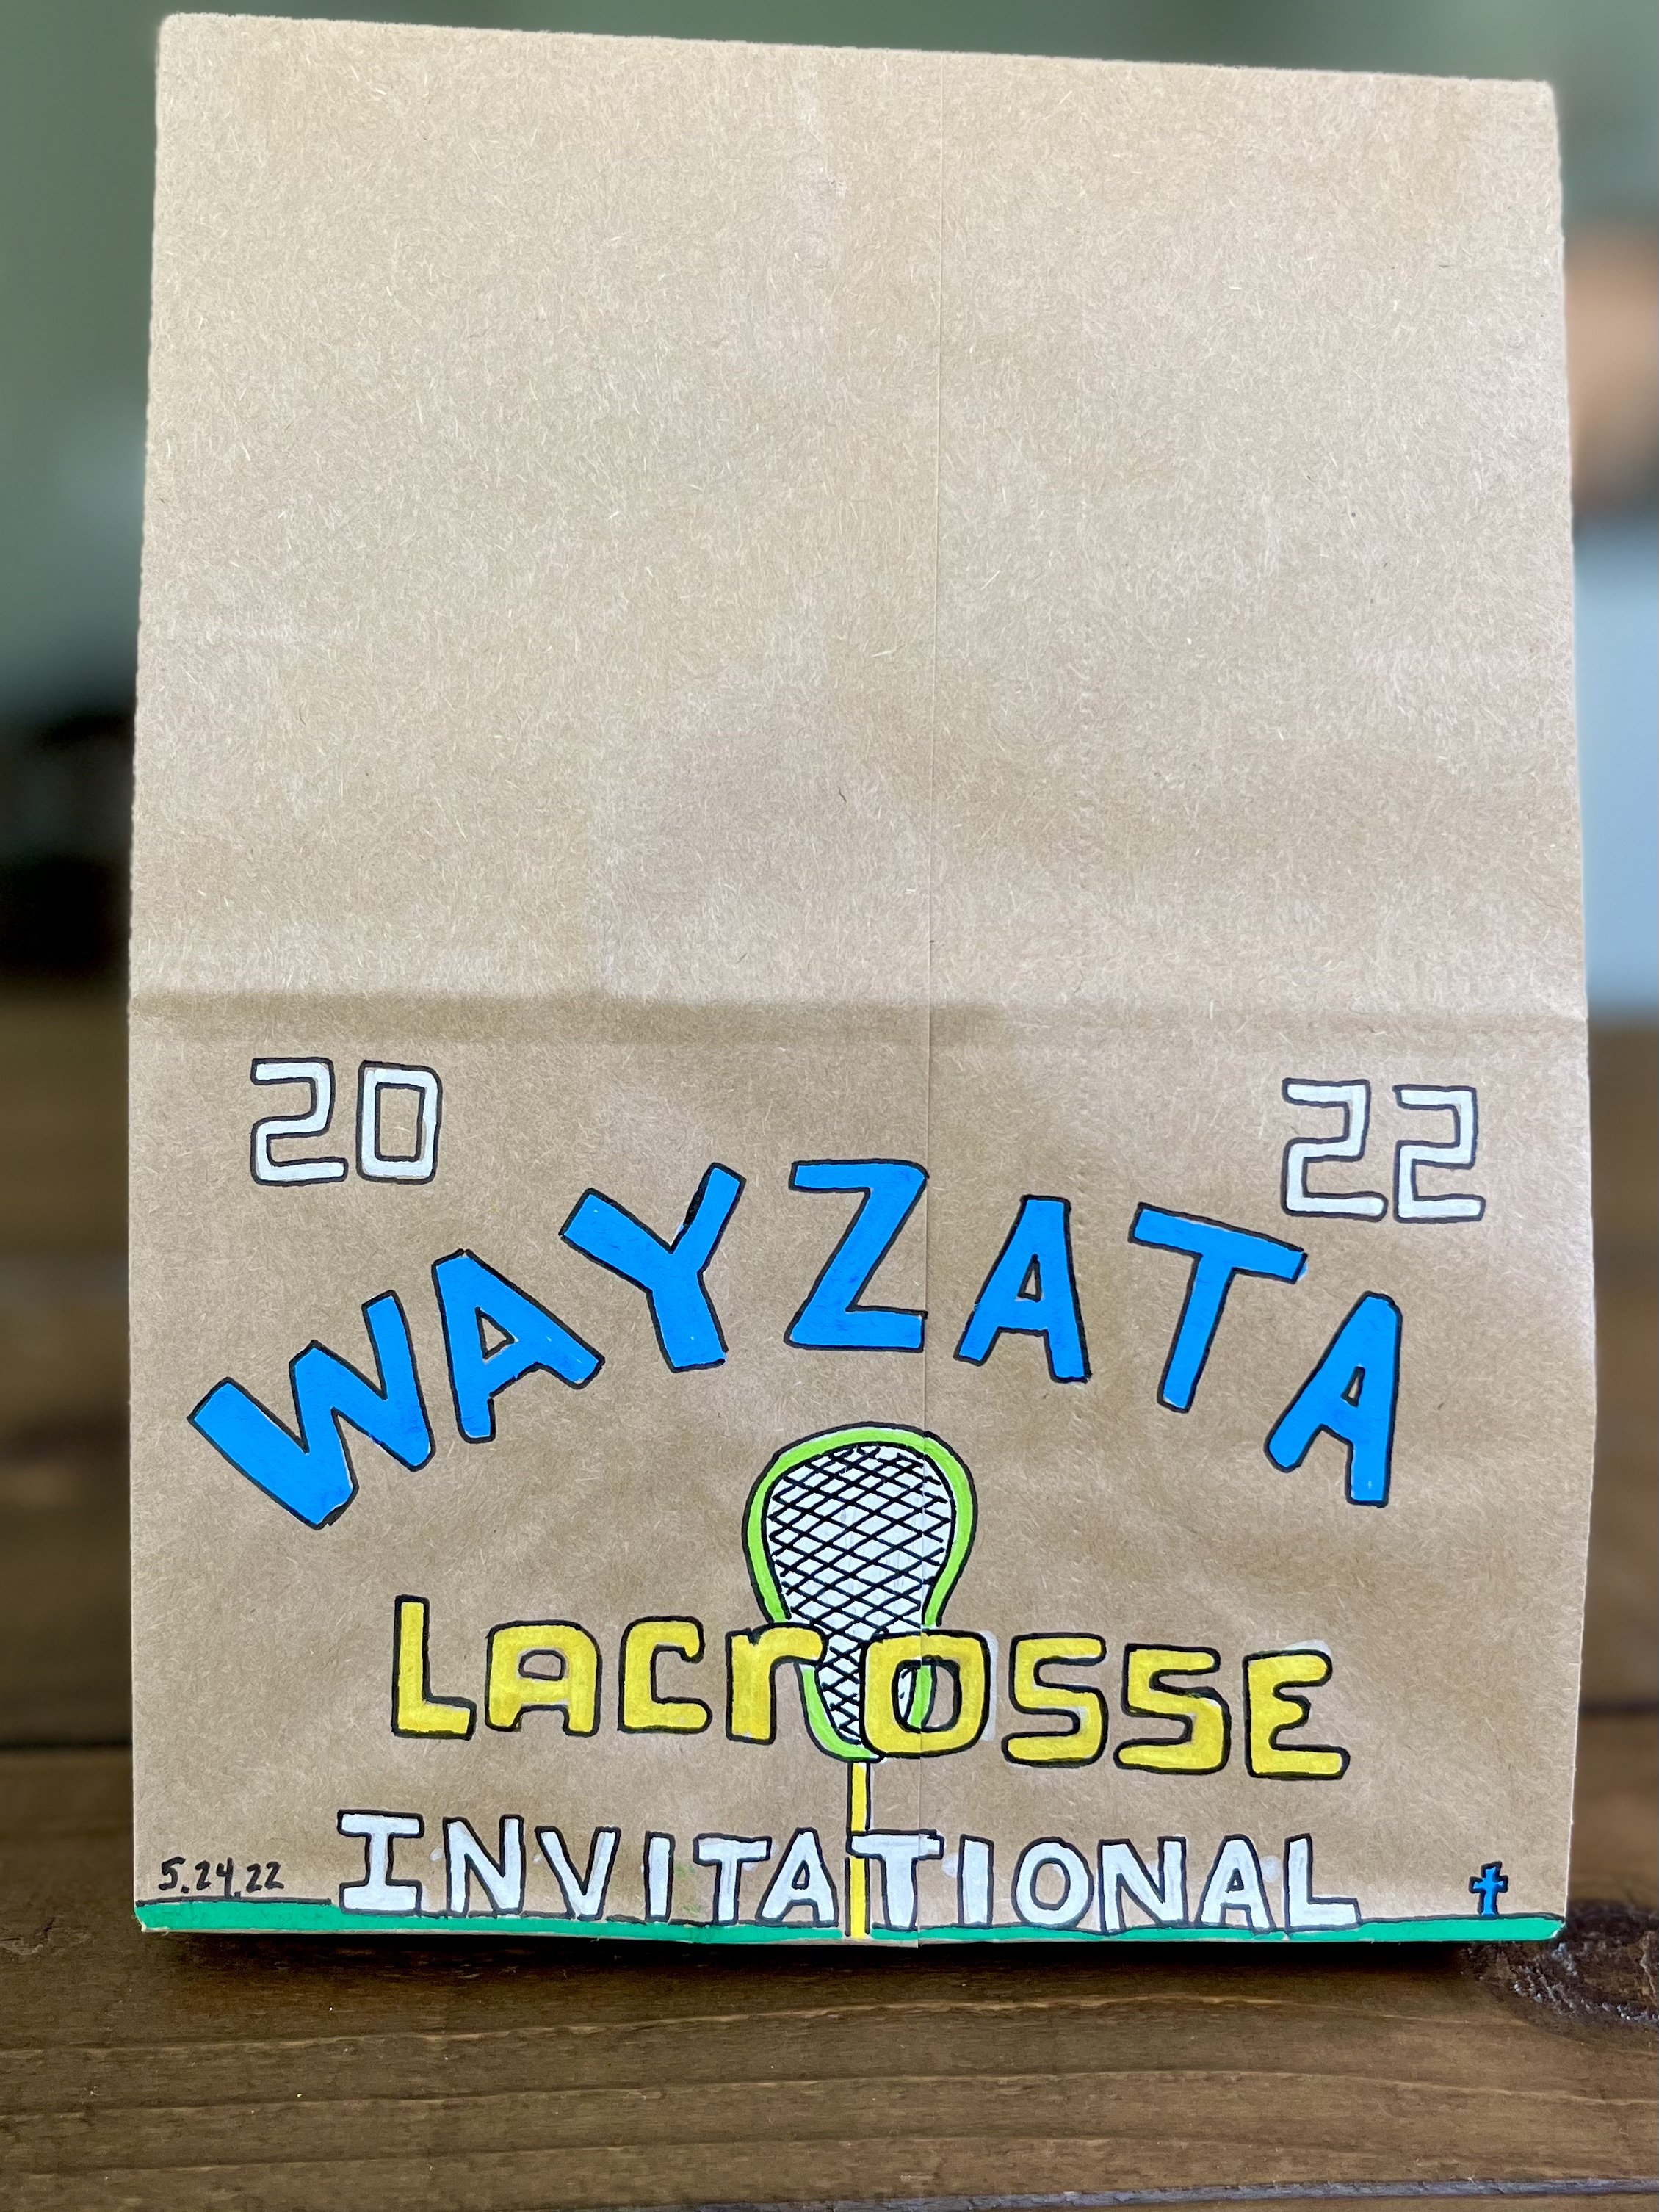 20 22
WAYZATA
LACrOSSE
INVITATIONAL
5.24.22